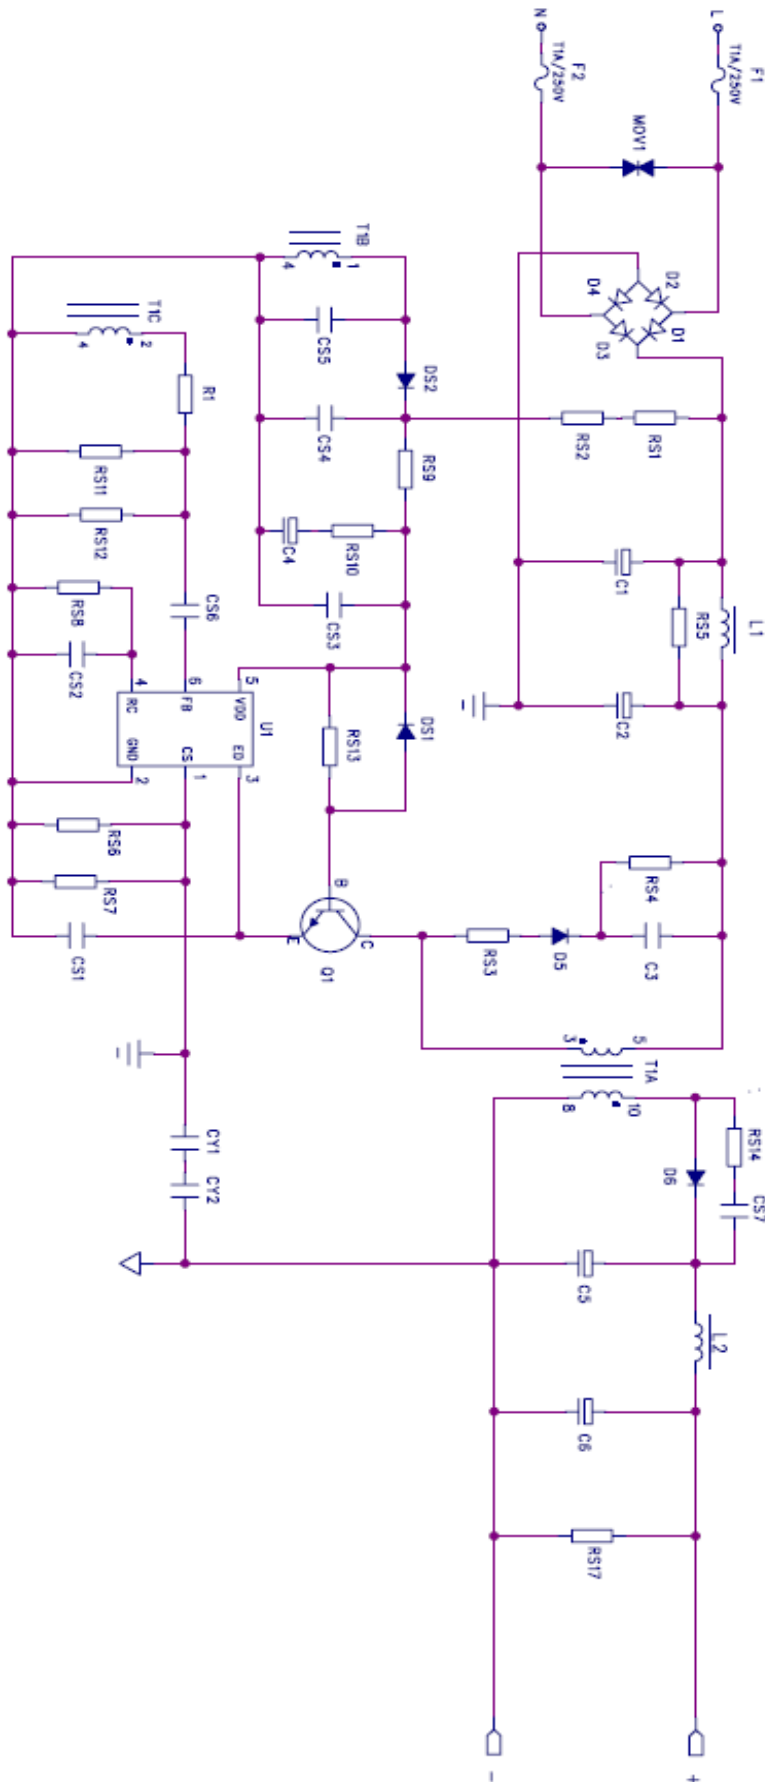 L
T1A/250V
F1
N
T1A/250V
F2
MOV1
D2
D1
D4
D3
T1B
4
1
T1C
4
2
CS5
DS2
CS4
RS9
R1
RS11
RS12
C4
RS10
CS3
CS6
RS8
CS2
RS2
RS1
C1
RS5
L1
C2
4
6
5
RC
FB
VDD
U1
GND
CS
ED
2
1
3
RS13
DS1
RS6
RS7
CS1
B
E
C
Q1
RS4
RS3
D5
C3
3
5
T1A
8
10
RS14
D6
CS7
CY1
CY2
C5
L2
C6
RS17
-
+